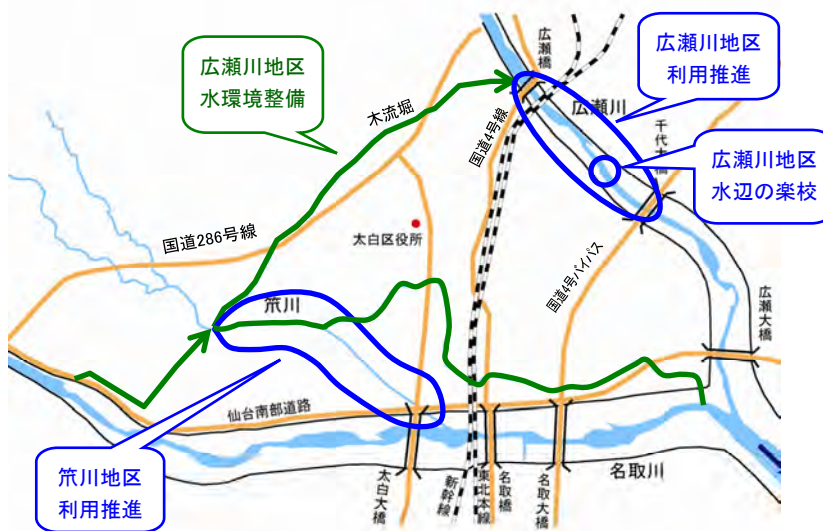 広瀬川地区
水環境整備
木流堀
広瀬橋
国道4号線
広瀬川
広瀬川地区
利用推進
千代大橋
広瀬川地区
水辺の楽校
国道286号線
太白区役所
国道4号バイパス
広瀬大橋
笊川
仙台南部道路
笊川地区
利用推進
太白大橋
新幹線
東北本線
名取橋
名取大橋
名取川